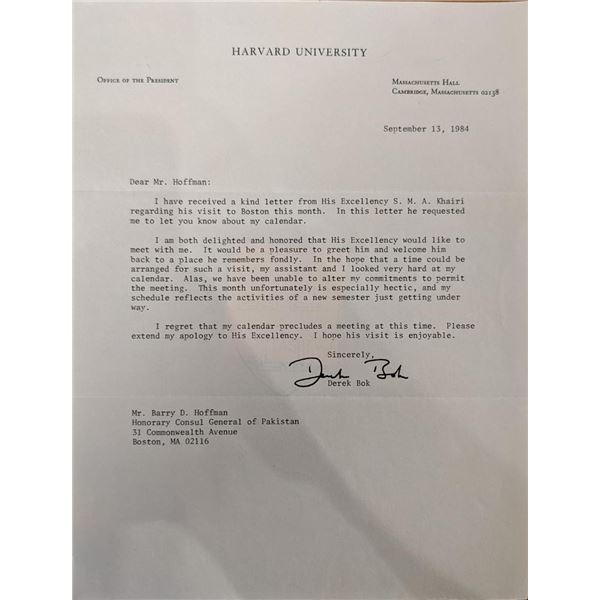 HARVARD UNIVERSITY
OFFICE OF THE PRESIDENT
MASSACHUSETTS HALL
CAMBRIDGE, MASSACHUSETTS 02138
September 13, 1984
Dear Mr. Hoffman:
I have received a kind letter from His Excellency S. M. A. Khairi
regarding his visit to Boston this month. In this letter he requested
me to let you know about my calendar.
I am both delighted and honored that His Excellency would like to
meet with me. It would be a pleasure to greet him and welcome him
back to a place he remembers fondly. In the hope that a time could be
arranged for such a visit, my assistant and I looked very hard at my
calendar. Alas, we have been unable to alter my commitments to permit
the meeting. This month unfortunately is especially hectic, and my
schedule reflects the activities of a new semester just getting under
way.
I regret that my calendar precludes a meeting at this time. Please
extend my apology to His Excellency. I hope his visit is enjoyable.
Sincerely,
Derek Bok
Derek Bok
Mr. Barry D. Hoffman
Honorary Consul General of Pakistan
31 Commonwealth Avenue
Boston, MA 02116